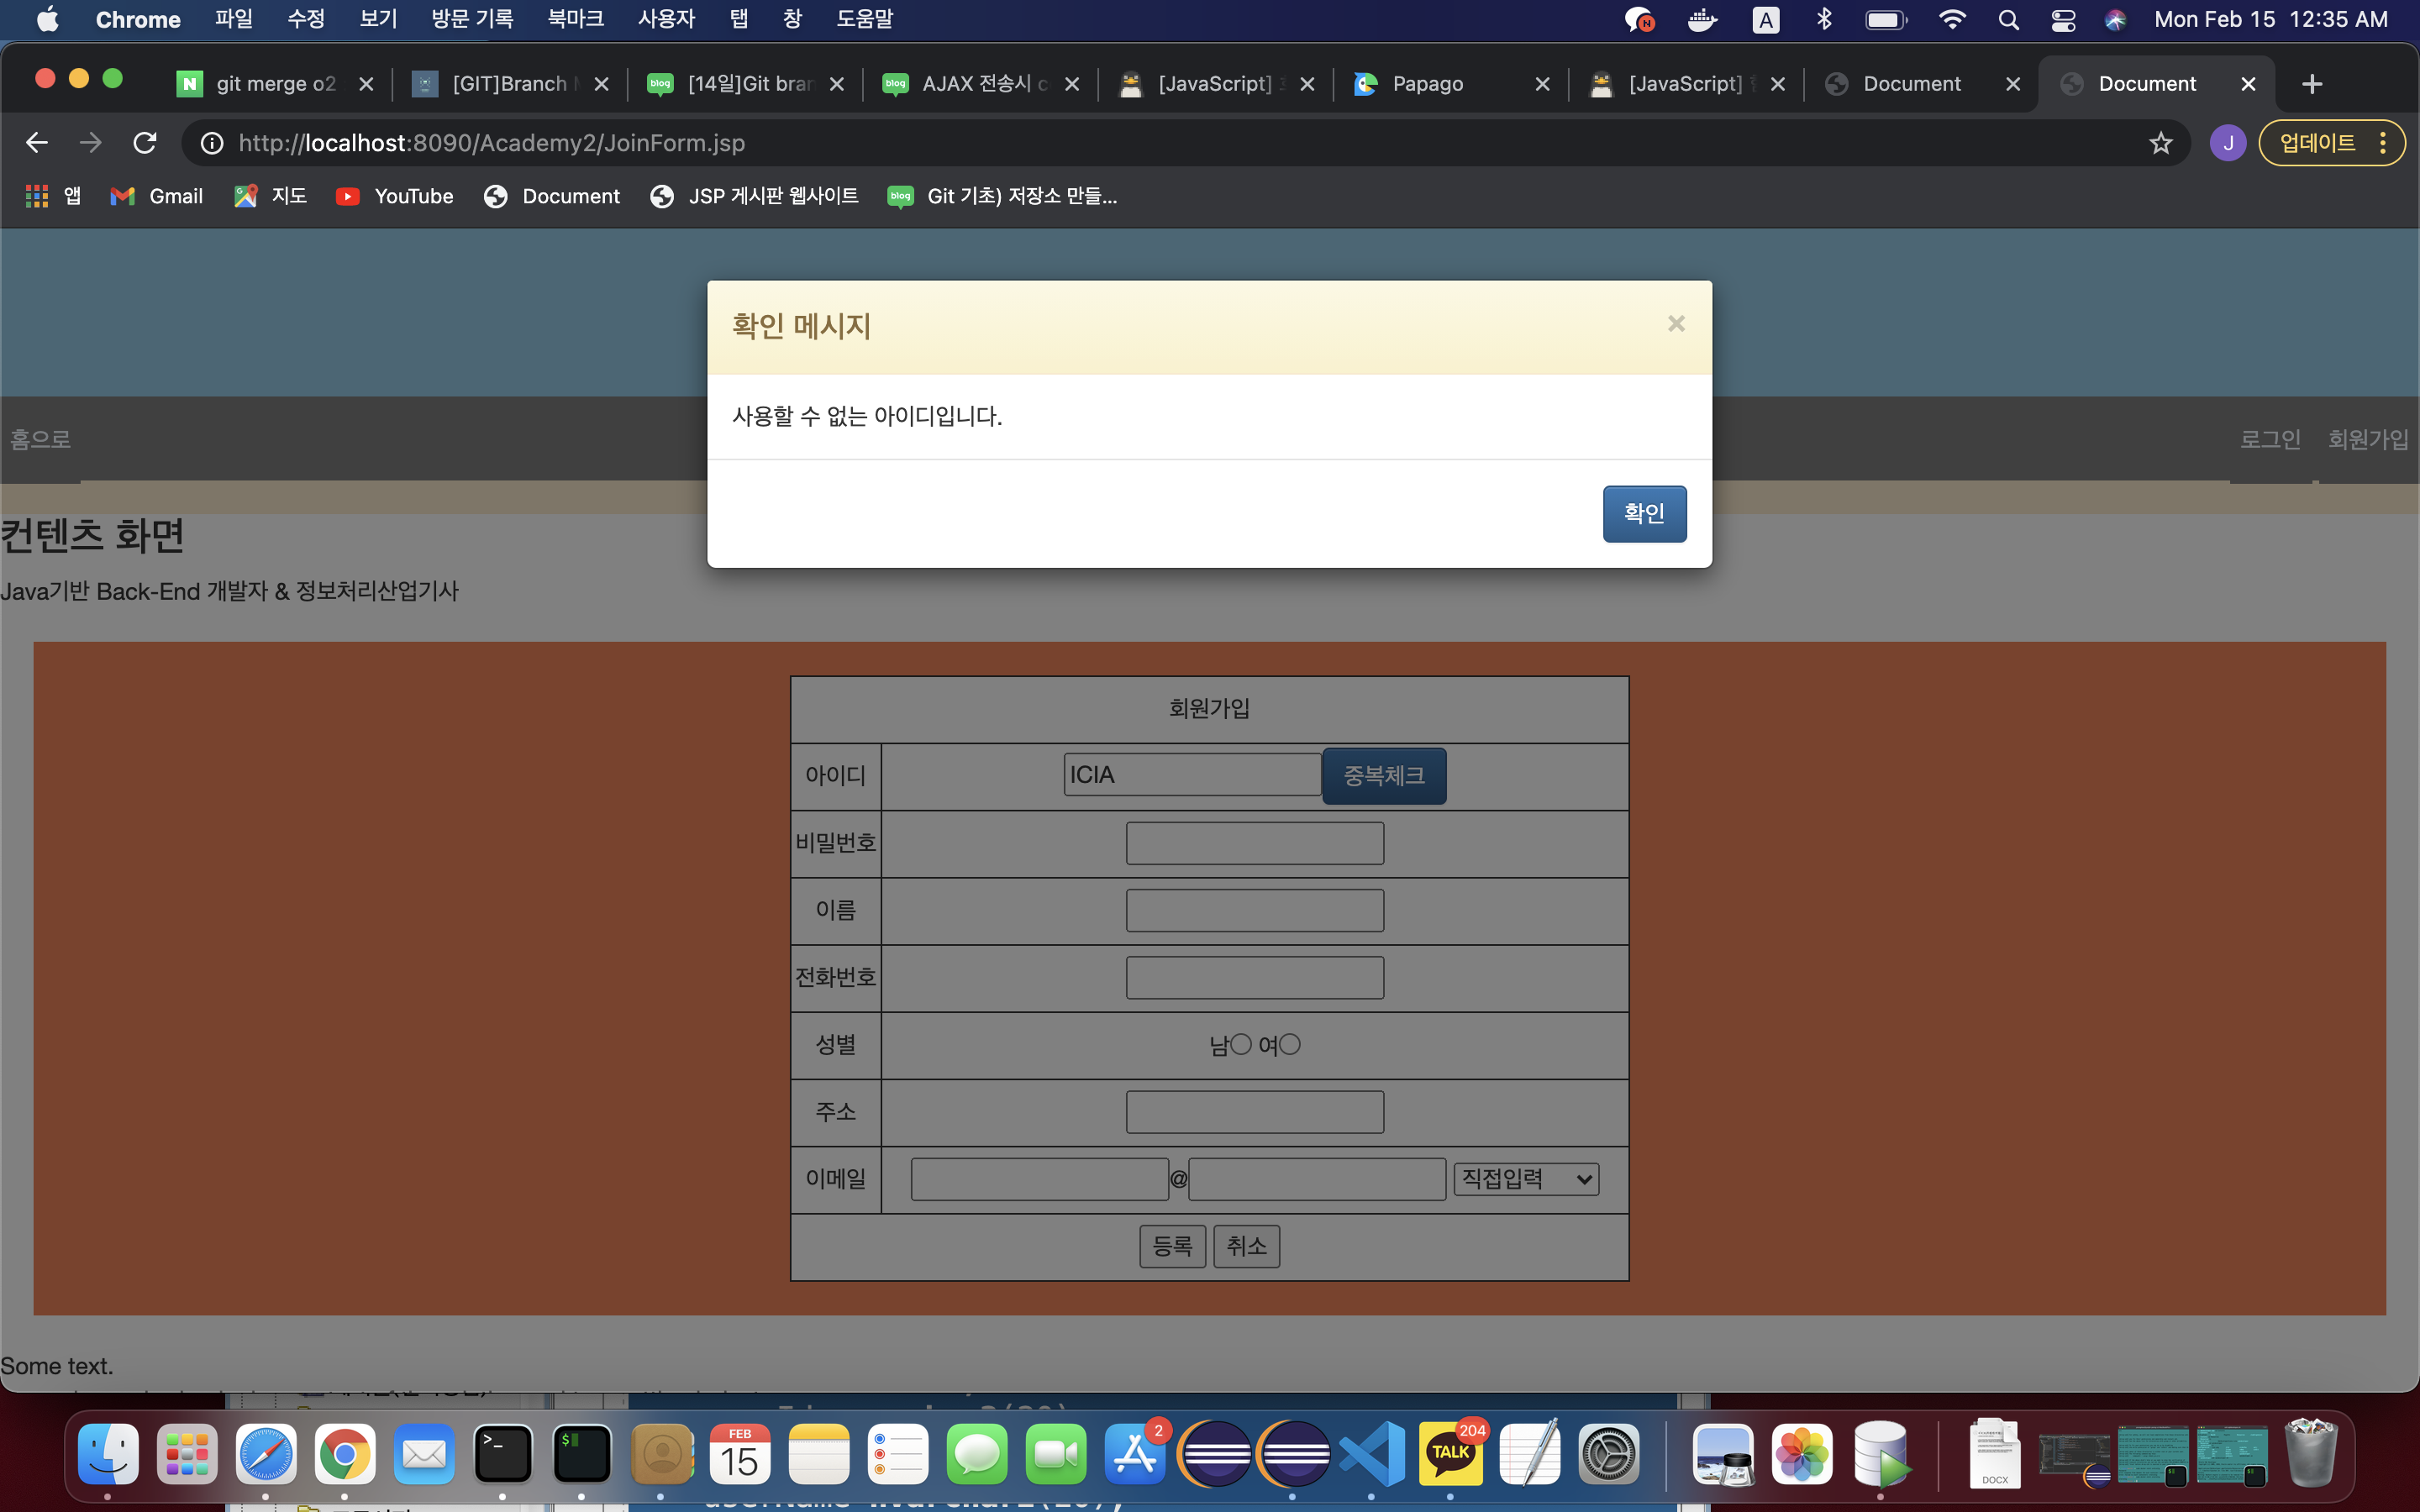 Chrome 파일 수정 보기 방문 기록 북마크 사용자 탭 창 도움말 N A Mon Feb 15 12:35 AM
N git merge o2 [GIT]Branch blog [14일]Git bran blog AJAX 전송시 c [JavaScript] Papago [JavaScript] Document Document
http://localhost:8090/Academy2/JoinForm.jsp J 업데이트
앱 Gmail 지도 YouTube Document JSP 게시판 웹사이트 blog Git 기초) 저장소 만들...
확인 메시지 ×
사용할 수 없는 아이디입니다.
홈으로 로그인 회원가입
확인
컨텐츠 화면
Java기반 Back-End 개발자 & 정보처리산업기사
회원가입
아이디 ICIA 중복체크
비밀번호
이름
전화번호
성별 남 여
주소
이메일 @ 직접입력
등록 취소
Some text.
>_ $ FEB 15 2 TALK 204 DOCX